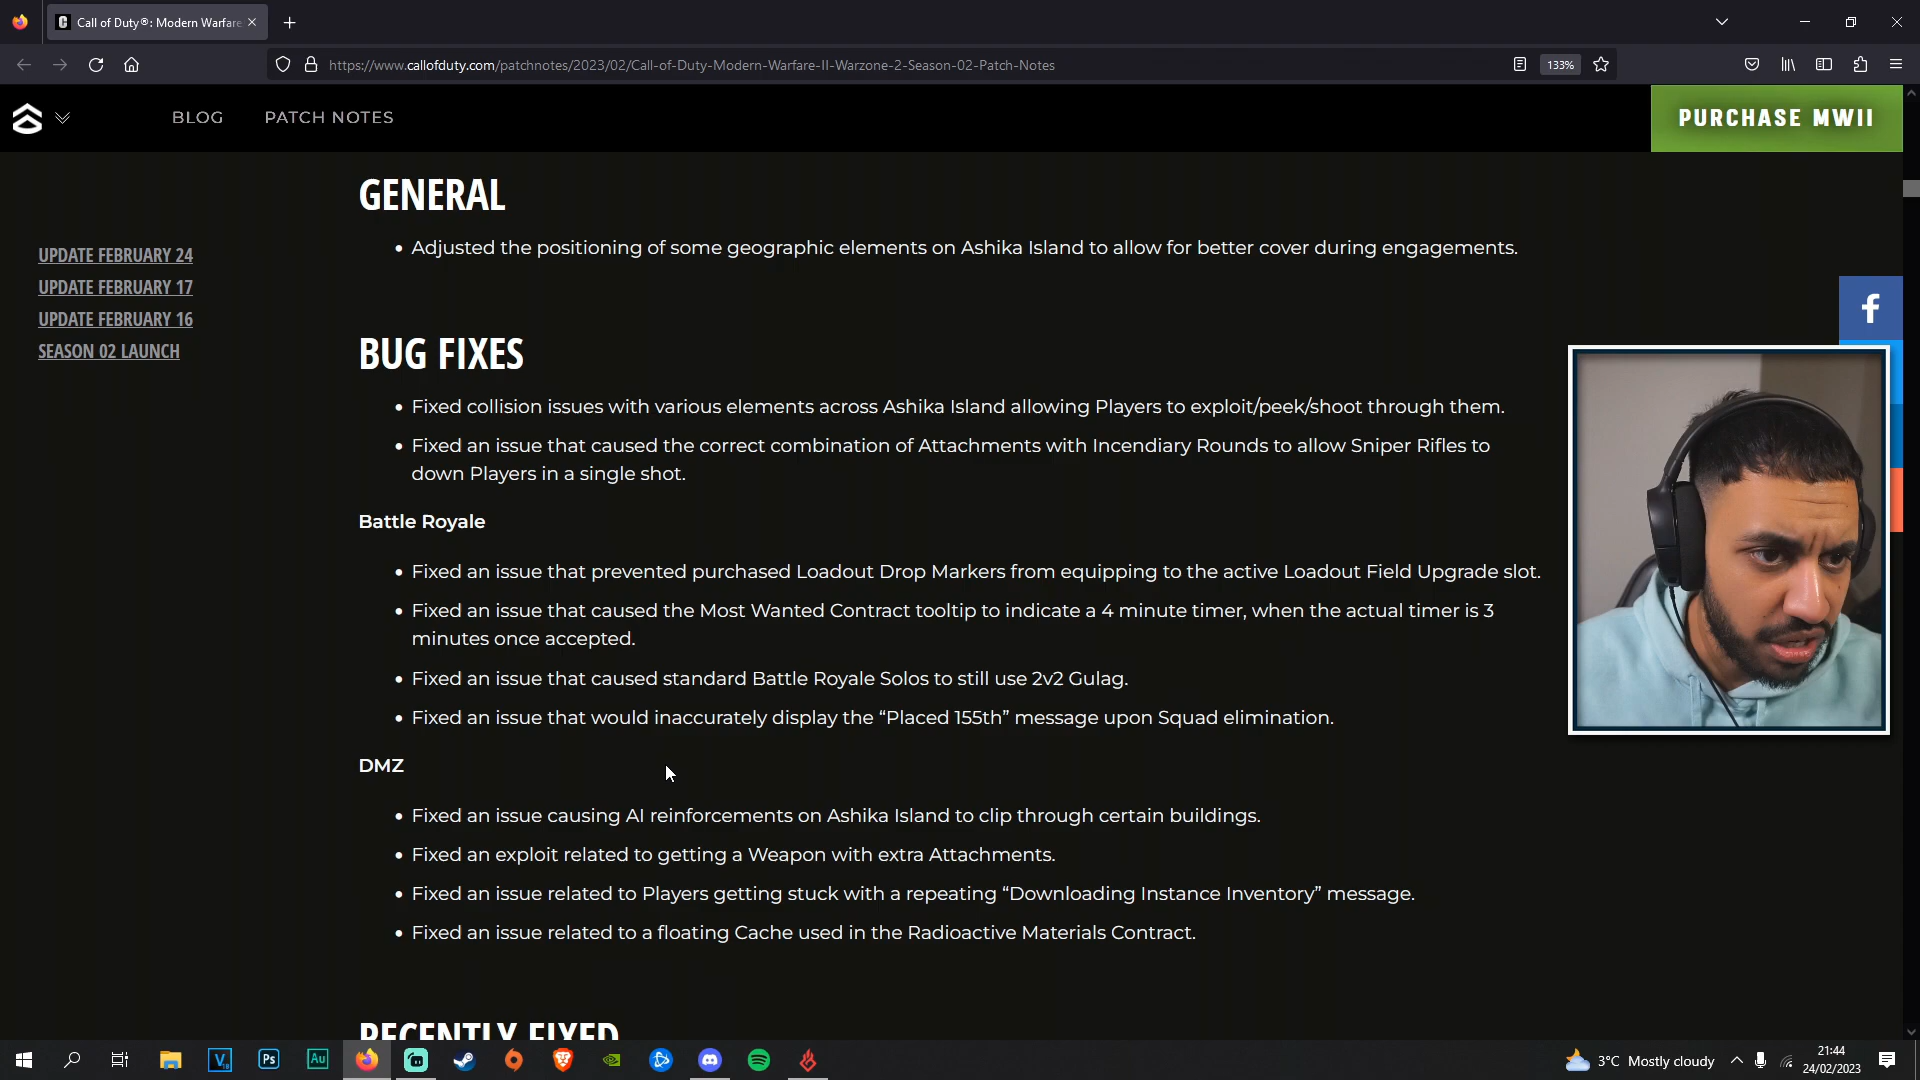 Call of Duty®: Modern Warfare
https://www.callofduty.com/patchnotes/2023/02/Call-of-Duty-Modern-Warfare-II-Warzone-2-Season-02-Patch-Notes
133%
BLOG
PATCH NOTES
PURCHASE MWII
UPDATE FEBRUARY 24
UPDATE FEBRUARY 17
UPDATE FEBRUARY 16
SEASON 02 LAUNCH
GENERAL
• Adjusted the positioning of some geographic elements on Ashika Island to allow for better cover during engagements.
BUG FIXES
• Fixed collision issues with various elements across Ashika Island allowing Players to exploit/peek/shoot through them.
• Fixed an issue that caused the correct combination of Attachments with Incendiary Rounds to allow Sniper Rifles to
down Players in a single shot.
Battle Royale
• Fixed an issue that prevented purchased Loadout Drop Markers from equipping to the active Loadout Field Upgrade slot.
• Fixed an issue that caused the Most Wanted Contract tooltip to indicate a 4 minute timer, when the actual timer is 3
minutes once accepted.
• Fixed an issue that caused standard Battle Royale Solos to still use 2v2 Gulag.
• Fixed an issue that would inaccurately display the “Placed 155th” message upon Squad elimination.
DMZ
• Fixed an issue causing AI reinforcements on Ashika Island to clip through certain buildings.
• Fixed an exploit related to getting a Weapon with extra Attachments.
• Fixed an issue related to Players getting stuck with a repeating “Downloading Instance Inventory” message.
• Fixed an issue related to a floating Cache used in the Radioactive Materials Contract.
RECENTLY FIXED
Ps
Au
3°C Mostly cloudy
21:44
24/02/2023